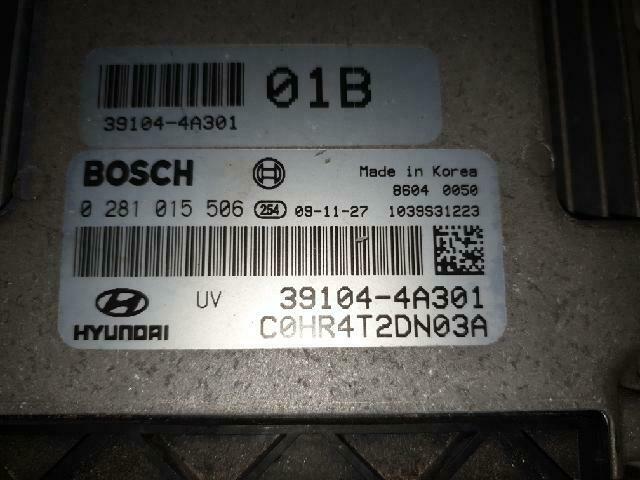 01B
39104-4A301
BOSCH
Made in Korea
8604 0050
0 281 015 506 254 09-11-27 1039S31223
UV 39104-4A301
HYUNDAI C0HR4T2DN03A